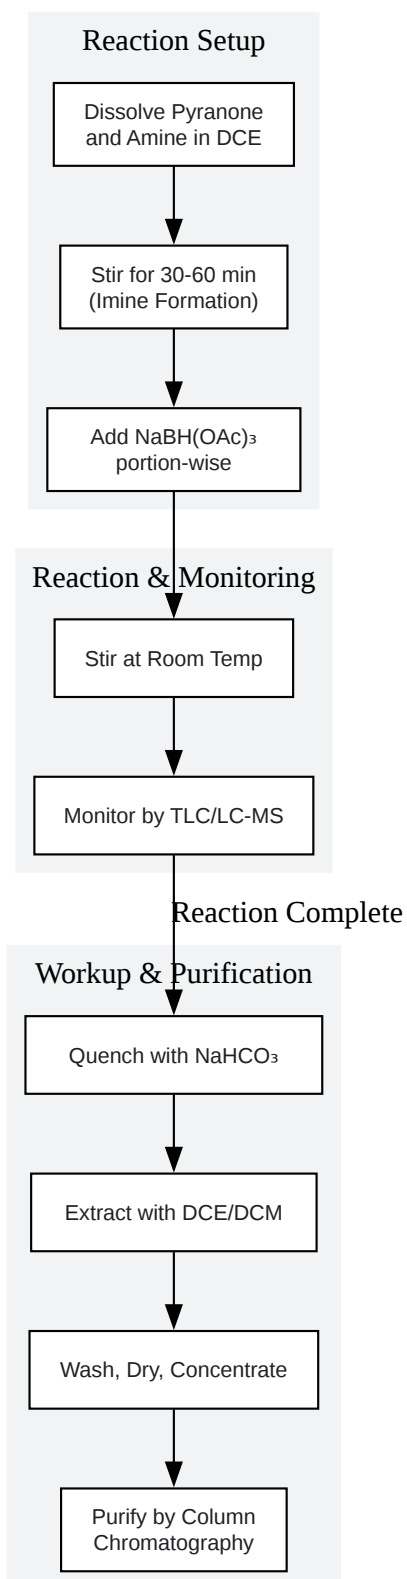 Reaction Setup
Dissolve Pyranone
and Amine in DCE
Stir for 30-60 min
(Imine Formation)
Add NaBH(OAc)₃
portion-wise
Reaction & Monitoring
Stir at Room Temp
Monitor by TLC/LC-MS
Reaction Complete
Workup & Purification
Quench with NaHCO₃
Extract with DCE/DCM
Wash, Dry, Concentrate
Purify by Column
Chromatography